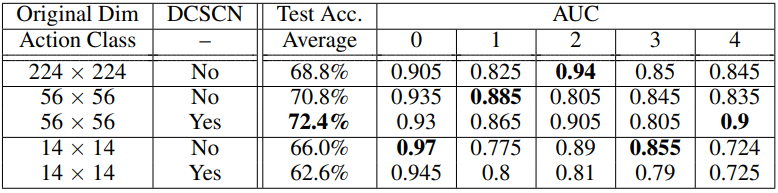 Original Dim DCSCN Test Acc. AUC
Action Class – Average 0 1 2 3 4
224 × 224 No 68.8% 0.905 0.825 0.94 0.85 0.845
56 × 56 No 70.8% 0.935 0.885 0.805 0.845 0.835
56 × 56 Yes 72.4% 0.93 0.865 0.905 0.805 0.9
14 × 14 No 66.0% 0.97 0.775 0.89 0.855 0.724
14 × 14 Yes 62.6% 0.945 0.8 0.81 0.79 0.725